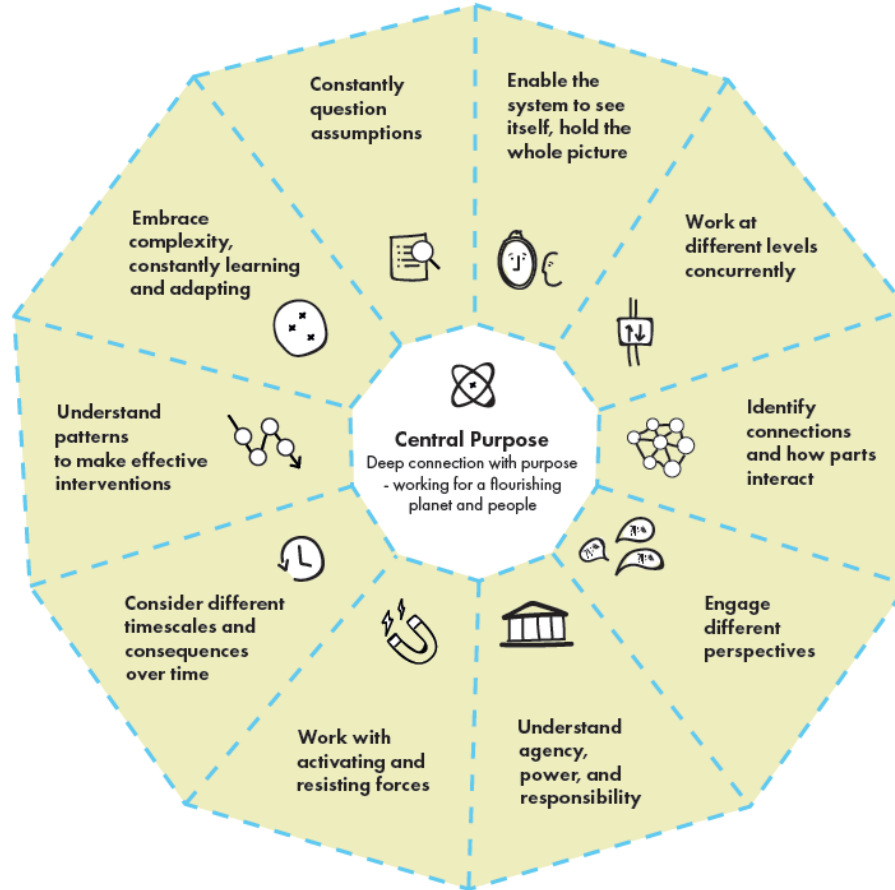 Constantly
question
assumptions
Enable the
system to see
itself, hold the
whole picture
Work at
different levels
concurrently
Identify
connections
and how parts
interact
Engage
different
perspectives
Understand
agency,
power, and
responsibility
Work with
activating and
resisting forces
Consider different
timescales and
consequences
over time
Understand
patterns
to make effective
interventions
Embrace
complexity,
constantly learning
and adapting
Central Purpose
Deep connection with purpose
- working for a flourishing
planet and people